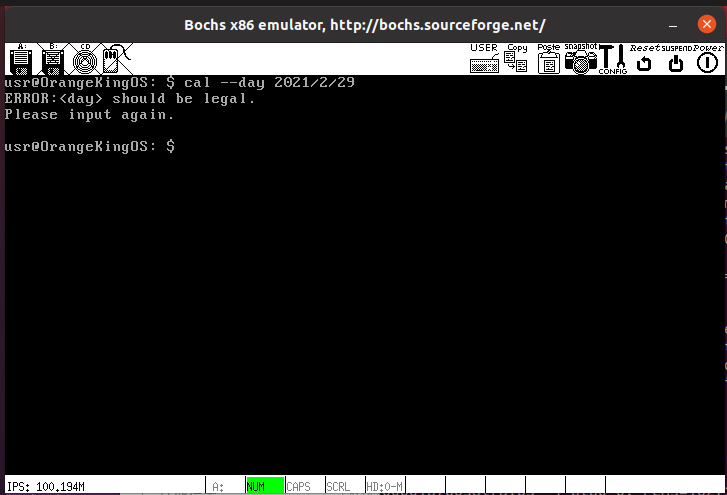 Bochs x86 emulator, http://bochs.sourceforge.net/
A: B: CD USER Copy Paste snapshot CONFIG Reset SUSPEND Power
usr@OrangeKingOS: $ cal --day 2021/2/29
ERROR:<day> should be legal.
Please input again.
usr@OrangeKingOS: $
IPS: 100.194M A: NUM CAPS SCRL HD:0-M